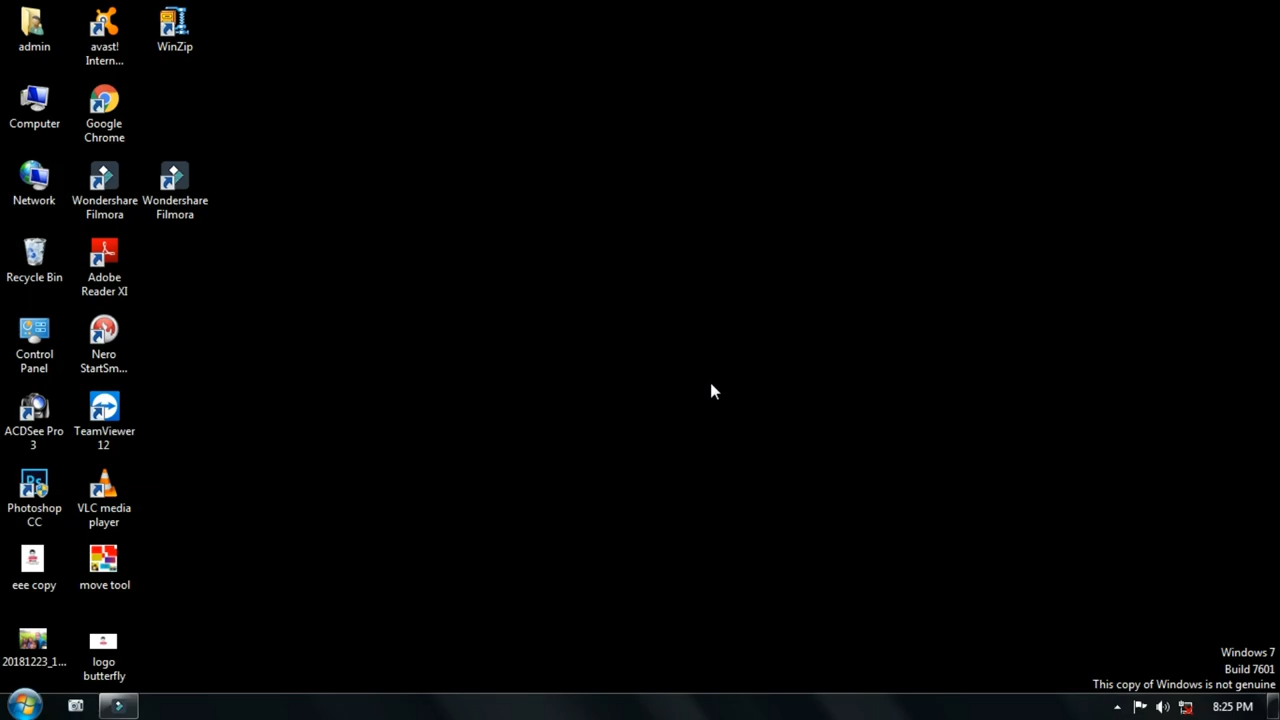 admin
avast!
Intern...
WinZip
Computer
Google
Chrome
Network
Wondershare
Filmora
Wondershare
Filmora
Recycle Bin
Adobe
Reader XI
Control
Panel
Nero
StartSm...
ACDSee Pro
3
TeamViewer
12
Ps
Photoshop
CC
VLC media
player
eee copy
move tool
20181223_1...
logo
butterfly
Windows 7
Build 7601
This copy of Windows is not genuine
8:25 PM